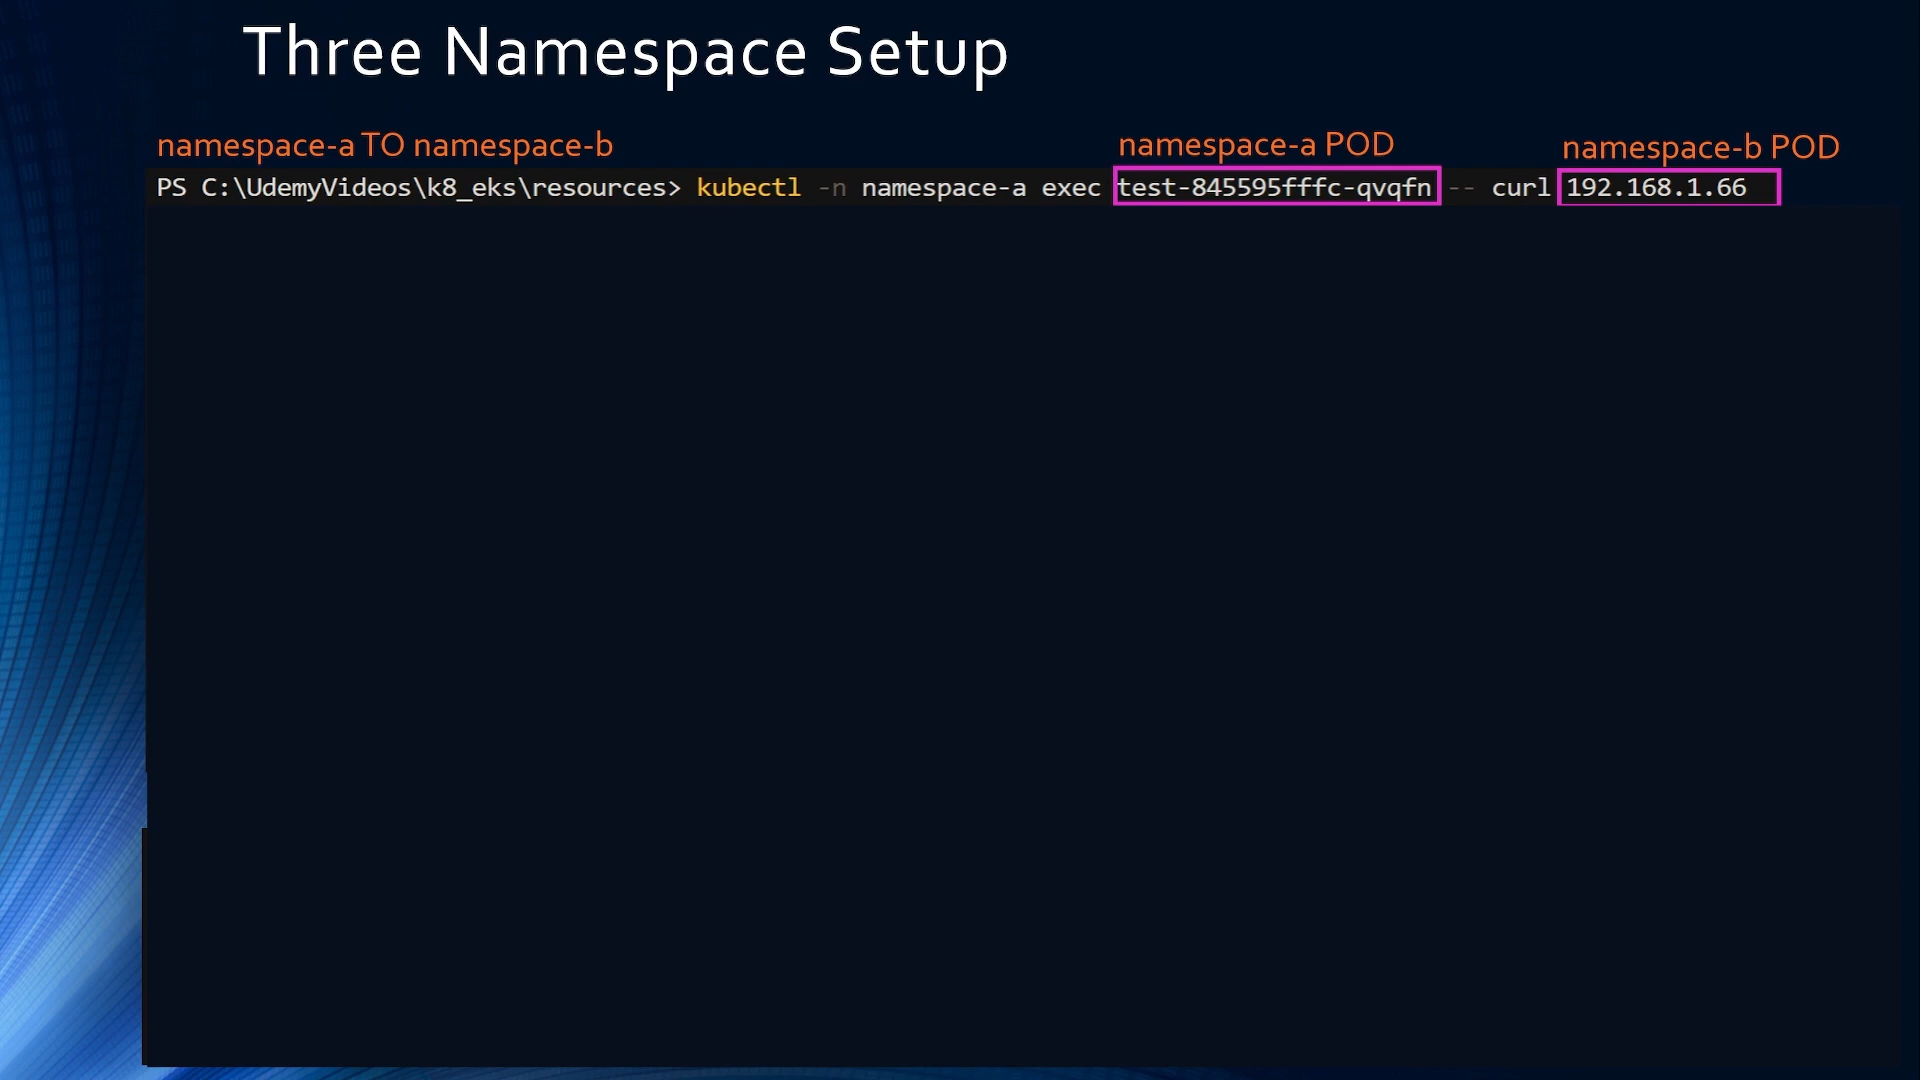 Three Namespace Setup
namespace-a TO namespace-b
namespace-a POD
namespace-b POD
PS C:\UdemyVideos\k8_eks\resources> kubectl -n namespace-a exec test-845595fffc-qvqfn -- curl 192.168.1.66